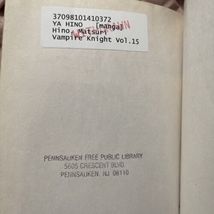 37098101410372
YA HINO (manga)
Hino, Matsuri
Vampire Knight Vol.15
PENNSAUKEN FREE PUBLIC LIBRARY
5605 CRESCENT BLVD.
PENNSAUKEN, NJ 08110